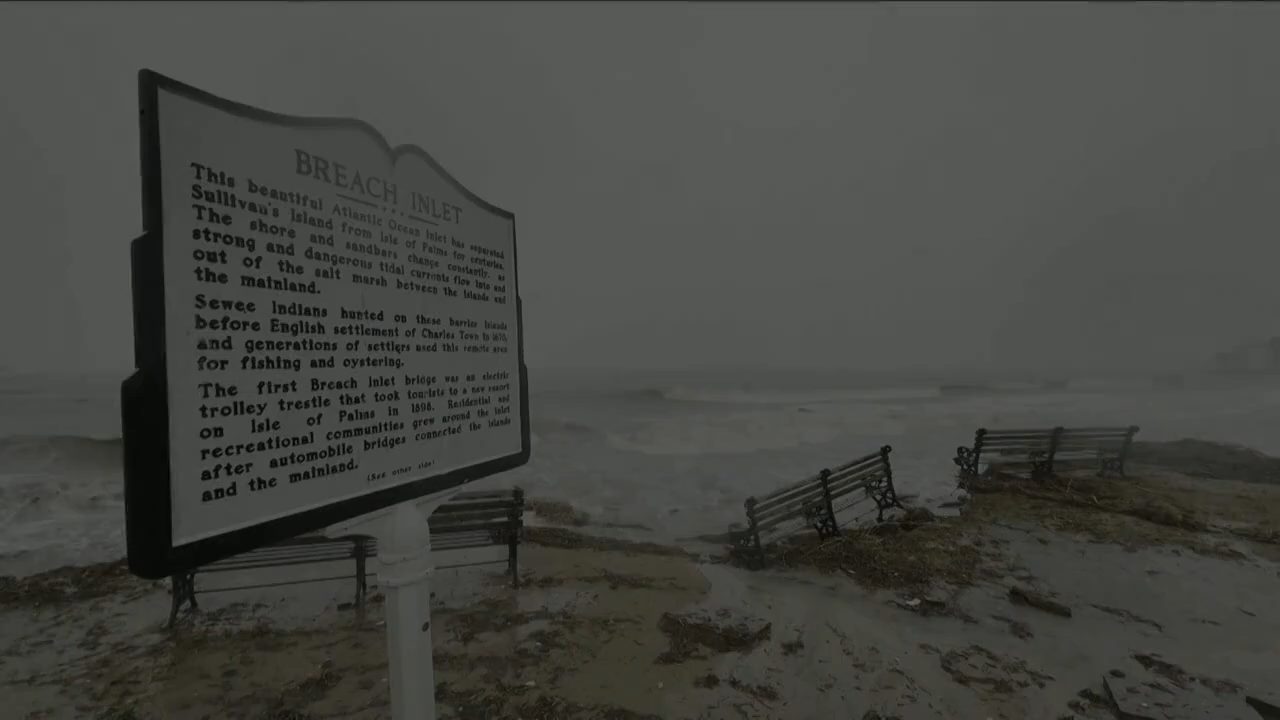 BREACH INLET
This beautiful Atlantic Ocean inlet has separated
Sullivan's Island from Isle of Palms for centuries.
The shore and sandbars change constantly, as
strong and dangerous tidal currents flow into and
out of the salt marsh between the islands and
the mainland.
Sewee Indians hunted on these barrier islands
before English settlement of Charles Town in 1670,
and generations of settlers used this remote area
for fishing and oystering.
The first Breach Inlet bridge was an electric
trolley trestle that took tourists to a new resort
on Isle of Palms in 1898. Residential and
recreational communities grew around the inlet
after automobile bridges connected the islands
and the mainland.
(See other side)